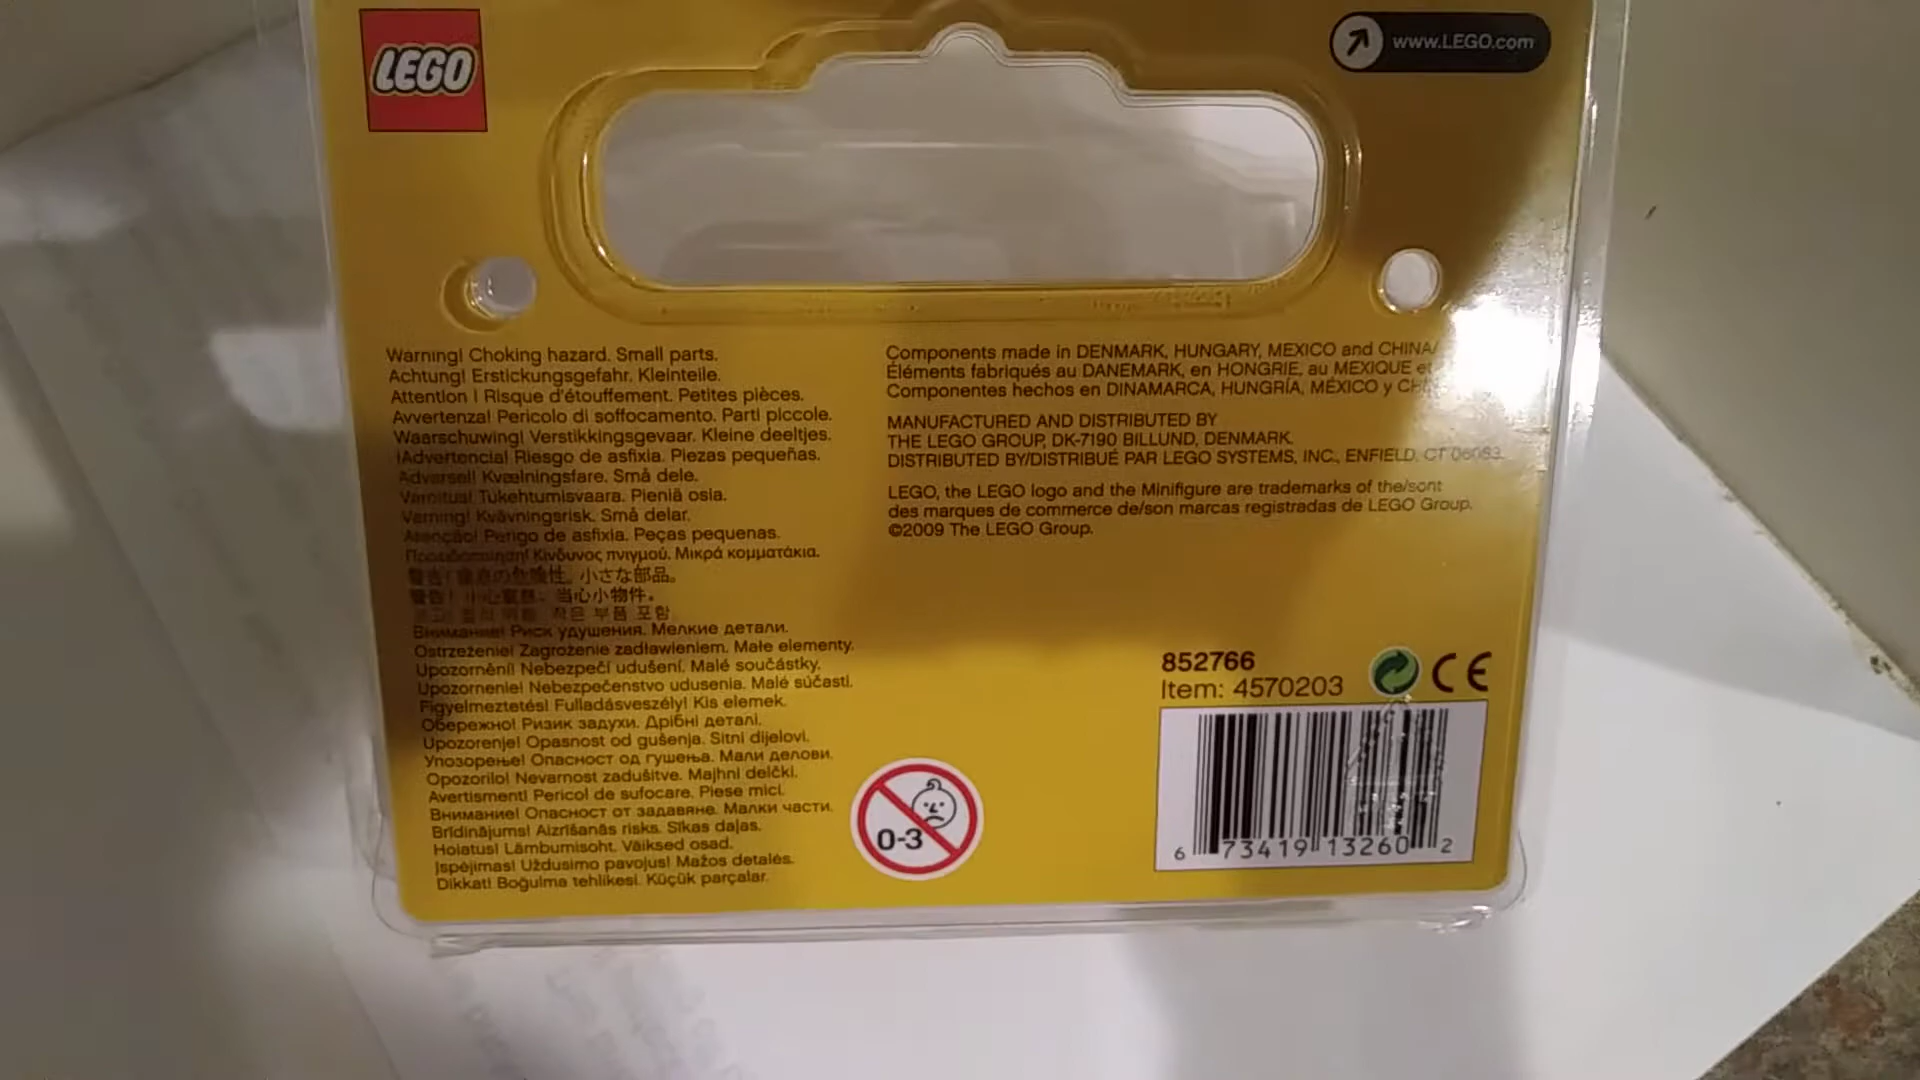 LEGO
www.LEGO.com
Warning! Choking hazard. Small parts.
Achtung! Erstickungsgefahr. Kleinteile.
Attention ! Risque d'étouffement. Petites pièces.
Avvertenza! Pericolo di soffocamento. Parti piccole.
Waarschuwing! Verstikkingsgevaar. Kleine deeltjes.
¡Advertencia! Riesgo de asfixia. Piezas pequeñas.
Advarsel! Kvælningsfare. Små dele.
Varoitus! Tukehtumisvaara. Pieniä osia.
Varning! Kvävningsrisk. Små delar.
Atenção! Perigo de asfixia. Peças pequenas.
Προειδοποίηση! Κίνδυνος πνιγμού. Μικρά κομματάκια.
警告! 窒息の危険性。小さな部品。
警告! 小心窒息, 当心小物件。
경고! 질식 위험. 작은 부품 포함
Внимание! Риск удушения. Мелкие детали.
Ostrzeżenie! Zagrożenie zadławieniem. Małe elementy.
Upozornění! Nebezpečí udušení. Malé součástky.
Upozornenie! Nebezpečenstvo udusenia. Malé súčasti.
Figyelmeztetés! Fulladásveszély! Kis elemek.
Обережно! Ризик задухи. Дрібні деталі.
Upozorenje! Opasnost od gušenja. Sitni dijelovi.
Упозорење! Опасност од гушења. Мали делови.
Opozorilo! Nevarnost zadušitve. Majhni delčki.
Avertisment! Pericol de sufocare. Piese mici.
Внимание! Опасност от задавяне. Малки части.
Brīdinājums! Aizrīšanās risks. Sīkas daļas.
Hoiatus! Lämbumisoht. Väiksed osad.
Įspėjimas! Uždusimo pavojus! Mažos detalės.
Dikkat! Boğulma tehlikesi. Küçük parçalar.
Components made in DENMARK, HUNGARY, MEXICO and CHINA/
Éléments fabriqués au DANEMARK, en HONGRIE, au MEXIQUE et
Componentes hechos en DINAMARCA, HUNGRÍA, MÉXICO y
MANUFACTURED AND DISTRIBUTED BY
THE LEGO GROUP, DK-7190 BILLUND, DENMARK.
DISTRIBUTED BY/DISTRIBUÉ PAR LEGO SYSTEMS, INC., ENFIELD, CT 06083.
LEGO, the LEGO logo and the Minifigure are trademarks of the/sont
des marques de commerce de/son marcas registradas de LEGO Group.
©2009 The LEGO Group.
852766
Item: 4570203
CE
0-3
6 73419 13260 2